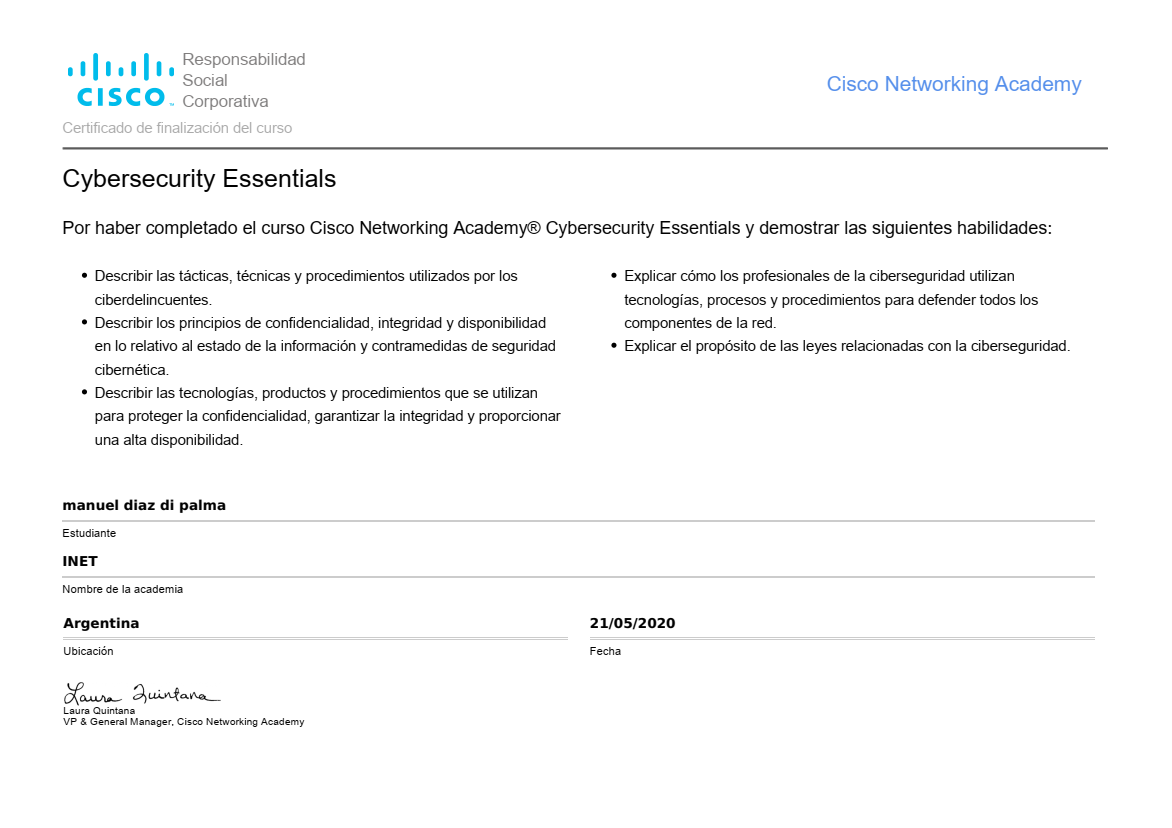 CISCO™
Responsabilidad
Social
Corporativa
Cisco Networking Academy
Certificado de finalización del curso
Cybersecurity Essentials
Por haber completado el curso Cisco Networking Academy® Cybersecurity Essentials y demostrar las siguientes habilidades:
• Describir las tácticas, técnicas y procedimientos utilizados por los
ciberdelincuentes.
• Describir los principios de confidencialidad, integridad y disponibilidad
en lo relativo al estado de la información y contramedidas de seguridad
cibernética.
• Describir las tecnologías, productos y procedimientos que se utilizan
para proteger la confidencialidad, garantizar la integridad y proporcionar
una alta disponibilidad.
• Explicar cómo los profesionales de la ciberseguridad utilizan
tecnologías, procesos y procedimientos para defender todos los
componentes de la red.
• Explicar el propósito de las leyes relacionadas con la ciberseguridad.
manuel diaz di palma
Estudiante
INET
Nombre de la academia
Argentina
Ubicación
21/05/2020
Fecha
Laura Quintana
Laura Quintana
VP & General Manager, Cisco Networking Academy